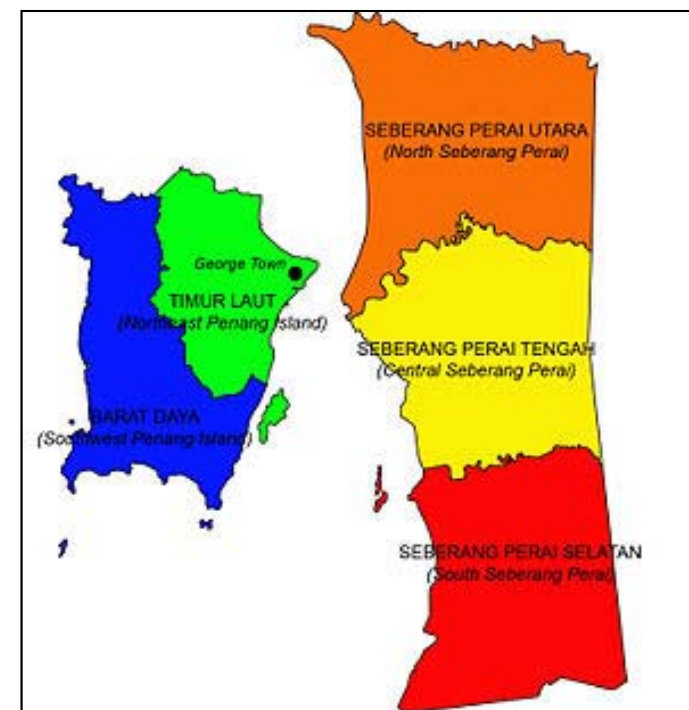 SEBERANG PERAI UTARA
(North Seberang Perai)
George Town
TIMUR LAUT
(Northeast Penang Island)
SEBERANG PERAI TENGAH
(Central Seberang Perai)
BARAT DAYA
(Southwest Penang Island)
SEBERANG PERAI SELATAN
(South Seberang Perai)